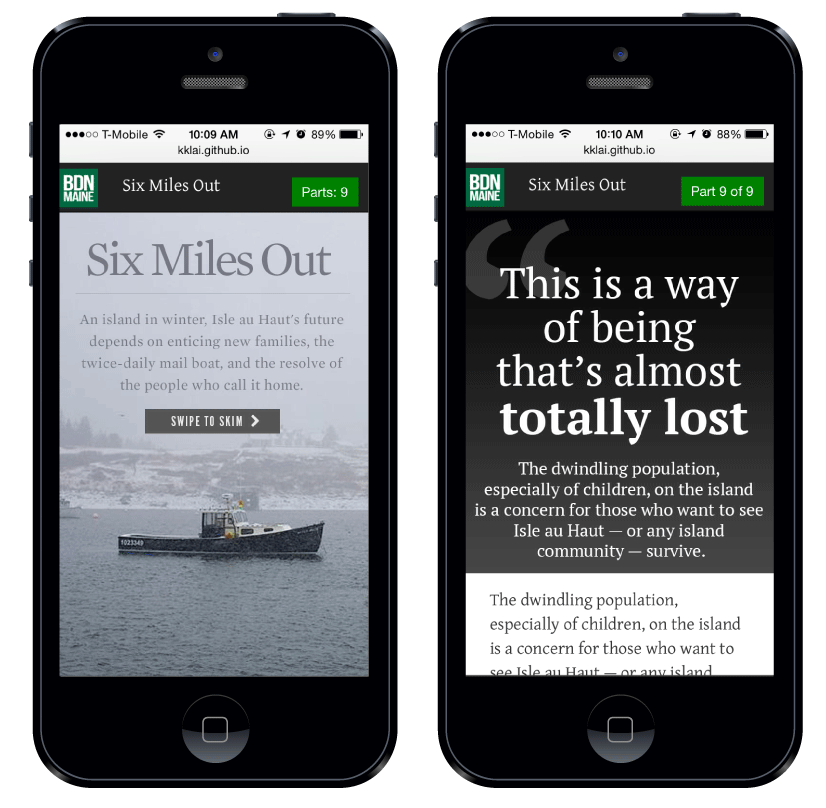 T-Mobile 10:09 AM 89%
kklai.github.io
BDN
MAINE
Six Miles Out
Parts: 9
Six Miles Out
An island in winter, Isle au Haut's future
depends on enticing new families, the
twice-daily mail boat, and the resolve of
the people who call it home.
SWIPE TO SKIM
1023349
T-Mobile 10:10 AM 88%
kklai.github.io
BDN
MAINE
Six Miles Out
Part 9 of 9
“
This is a way
of being
that’s almost
totally lost
The dwindling population,
especially of children, on the island
is a concern for those who want to see
Isle au Haut — or any island
community — survive.
The dwindling population,
especially of children, on the island
is a concern for those who want to
see Isle au Haut — or any island